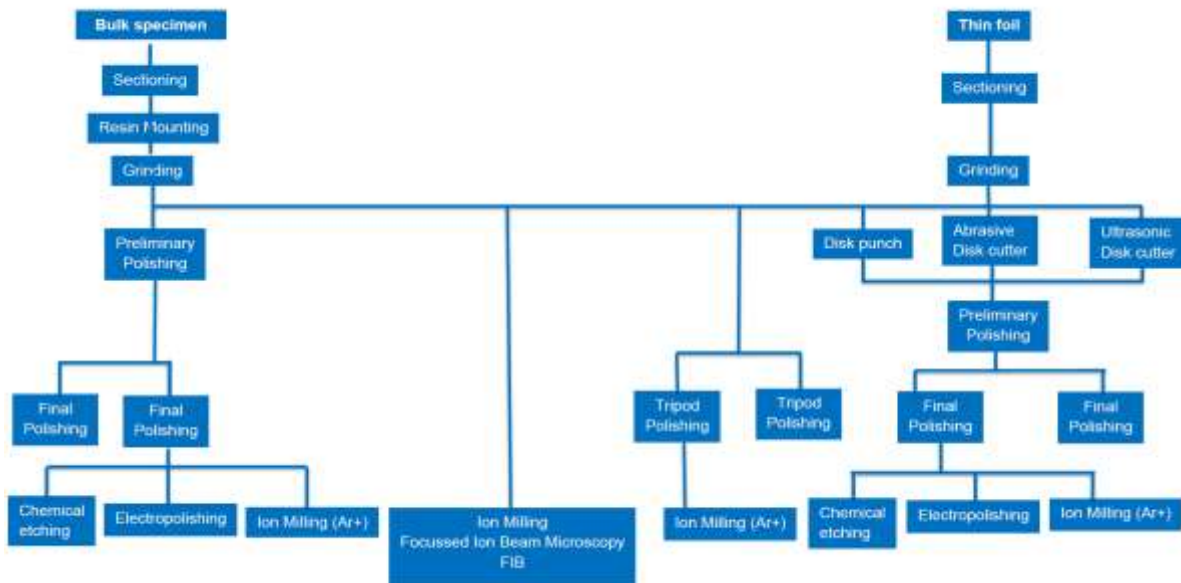 Bulk specimen
Thin foil
Sectioning
Sectioning
Resin Mounting
Grinding
Grinding
Preliminary
Polishing
Disk punch
Abrasive
Disk cutter
Ultrasonic
Disk cutter
Preliminary
Polishing
Final
Polishing
Final
Polishing
Tripod
Polishing
Tripod
Polishing
Final
Polishing
Final
Polishing
Chemical
etching
Electropolishing
Ion Milling (Ar+)
Ion Milling
Focussed Ion Beam Microscopy
FIB
Ion Milling (Ar+)
Chemical
etching
Electropolishing
Ion Milling (Ar+)